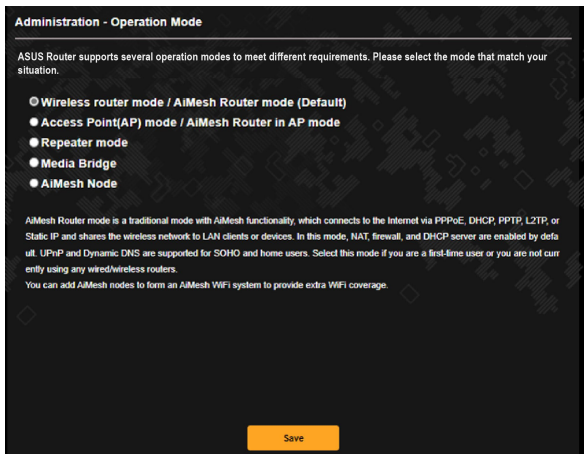 Administration - Operation Mode
ASUS Router supports several operation modes to meet different requirements. Please select the mode that match your
situation.
Wireless router mode / AiMesh Router mode (Default)
Access Point(AP) mode / AiMesh Router in AP mode
Repeater mode
Media Bridge
AiMesh Node
AiMesh Router mode is a traditional mode with AiMesh functionality, which connects to the Internet via PPPoE, DHCP, PPTP, L2TP, or
Static IP and shares the wireless network to LAN clients or devices. In this mode, NAT, firewall, and DHCP server are enabled by defa
ult. UPnP and Dynamic DNS are supported for SOHO and home users. Select this mode if you are a first-time user or you are not curr
ently using any wired/wireless routers.
You can add AiMesh nodes to form an AiMesh WiFi system to provide extra WiFi coverage.
Save